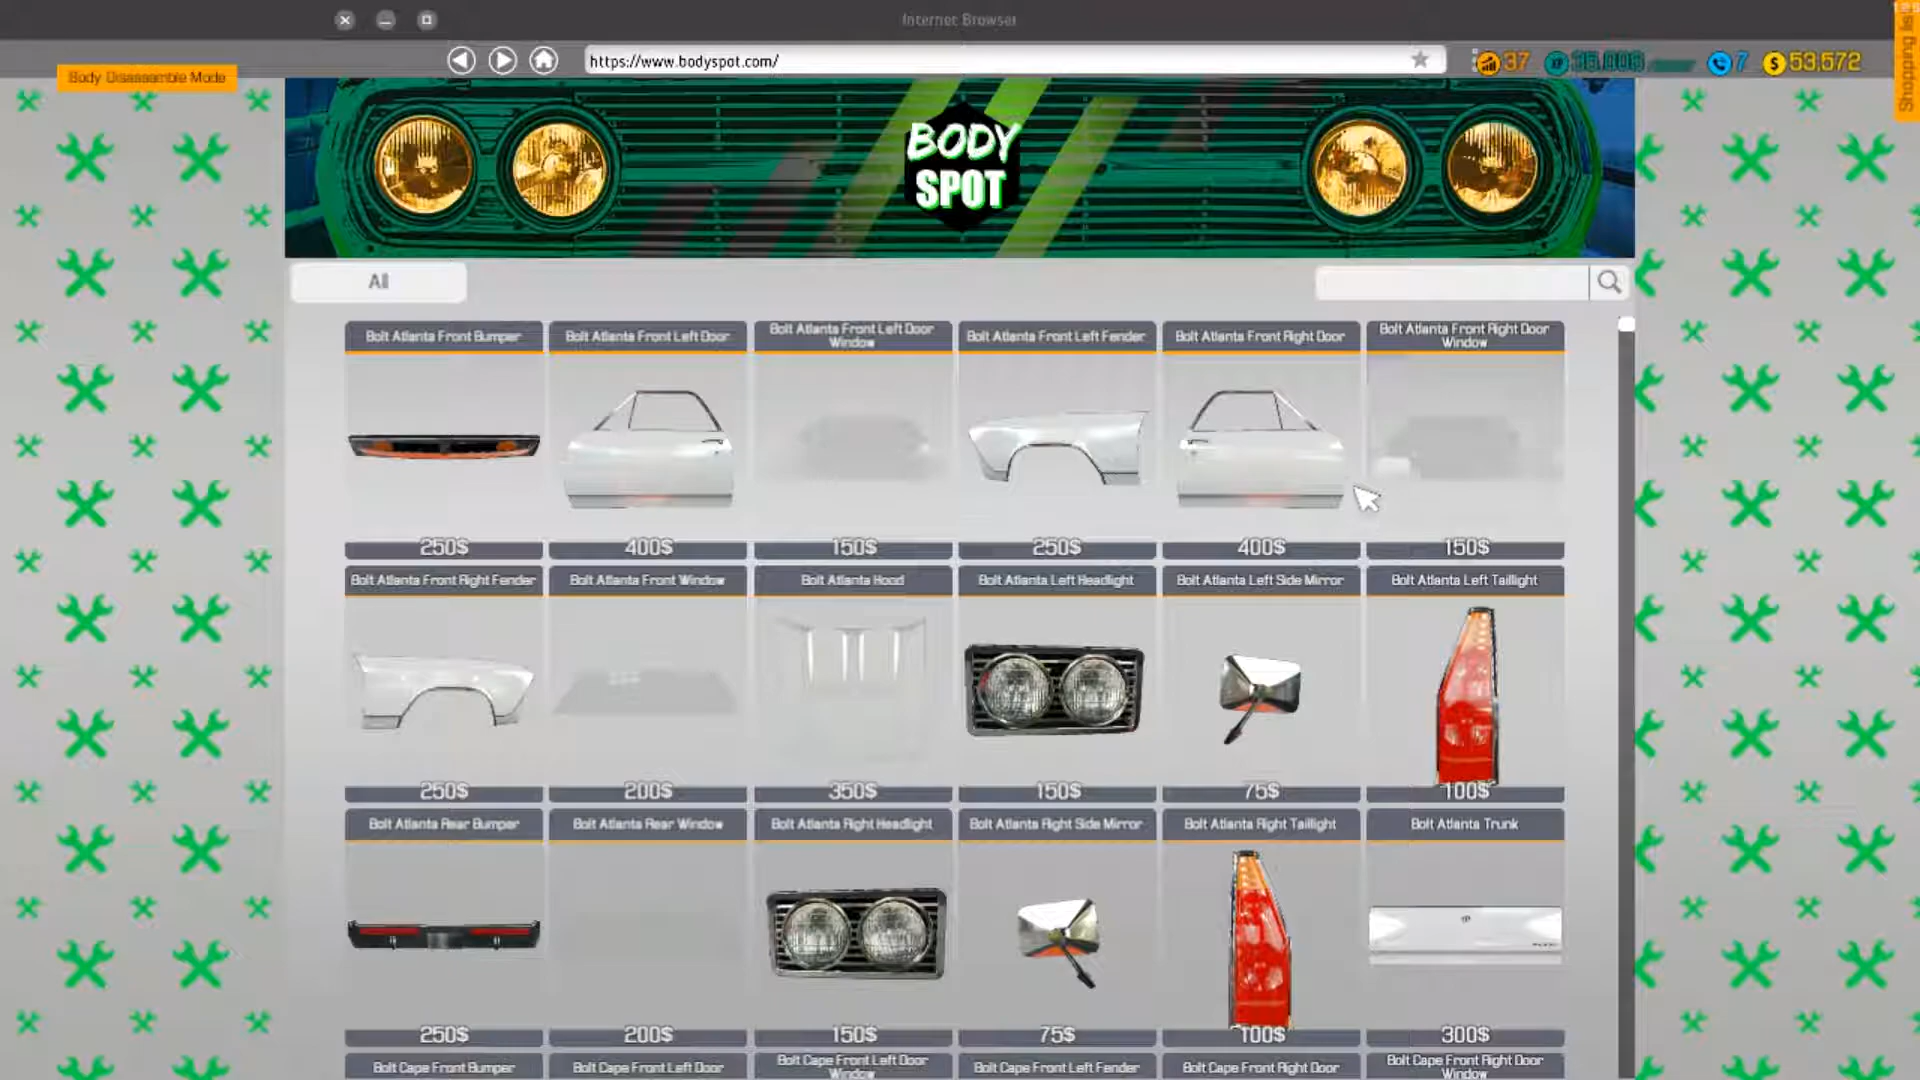 Internet Browser
https://www.bodyspot.com/
37
7
53,572
Body Disassemble Mode
Shopping lis
BODY
SPOT
All
Bolt Atlanta Front Bumper
Bolt Atlanta Front Left Door
Bolt Atlanta Front Left Door
Window
Bolt Atlanta Front Left Fender
Bolt Atlanta Front Right Door
Bolt Atlanta Front Right Door
Window
250$
400$
150$
250$
400$
150$
Bolt Atlanta Front Right Fender
Bolt Atlanta Front Window
Bolt Atlanta Hood
Bolt Atlanta Left Headlight
Bolt Atlanta Left Side Mirror
Bolt Atlanta Left Taillight
250$
200$
350$
150$
75$
100$
Bolt Atlanta Rear Bumper
Bolt Atlanta Rear Window
Bolt Atlanta Right Headlight
Bolt Atlanta Right Side Mirror
Bolt Atlanta Right Taillight
Bolt Atlanta Trunk
250$
200$
150$
75$
100$
300$
Bolt Cape Front Bumper
Bolt Cape Front Left Door
Bolt Cape Front Left Door
Window
Bolt Cape Front Left Fender
Bolt Cape Front Right Door
Bolt Cape Front Right Door
Window